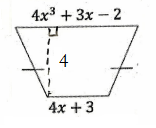 4x³ + 3x − 2
4
4x + 3